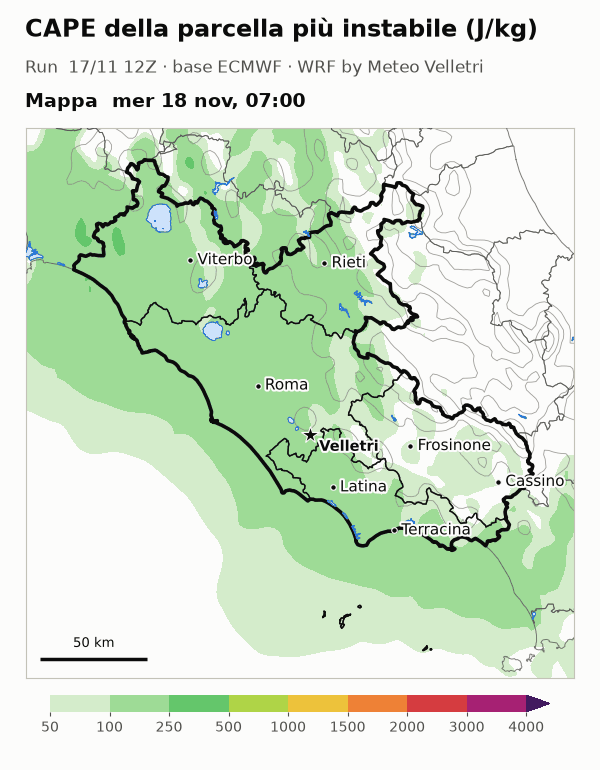 CAPE della parcella più instabile (J/kg)
Run  17/11 12Z · base ECMWF · WRF by Meteo Velletri
Mappa  mer 18 nov, 07:00
Viterbo
Rieti
Roma
Velletri
Frosinone
Latina
Cassino
Terracina
50 km
50 100 250 500 1000 1500 2000 3000 4000